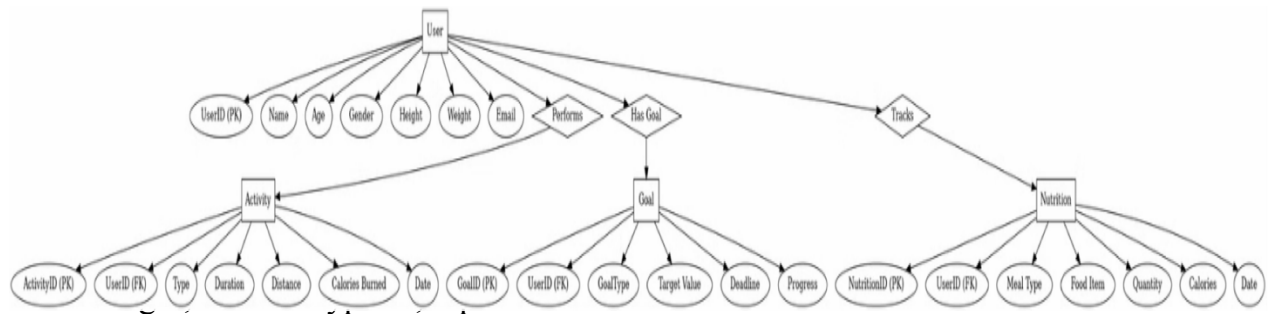 User
UserID (PK) Name Age Gender Height Weight Email Performs Has Goal Tracks
Activity Goal Nutrition
ActivityID (PK) UserID (FK) Type Duration Distance Calories Burned Date GoalID (PK) UserID (FK) GoalType Target Value Deadline Progress NutritionID (PK) UserID (FK) Meal Type Food Item Quantity Calories Date